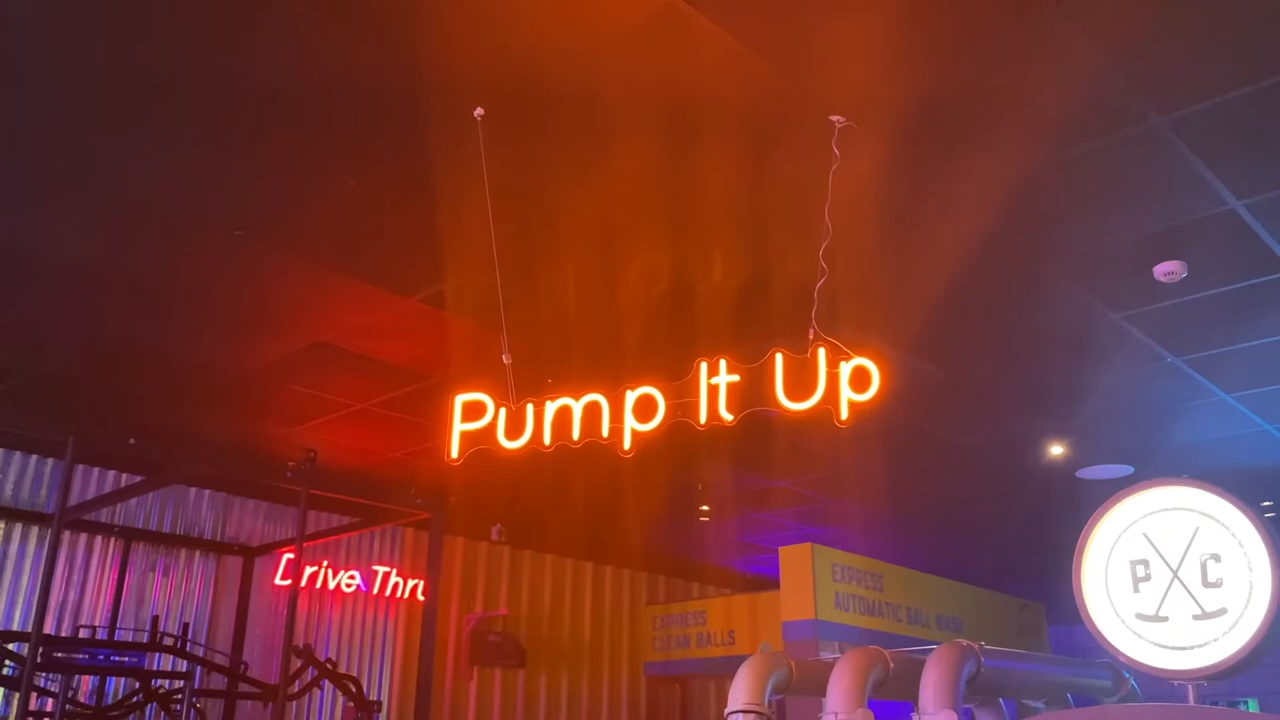 Pump It Up
Drive Thru
EXPRESS
CLEAN BALLS
EXPRESS
AUTOMATIC BALL WASH
P C